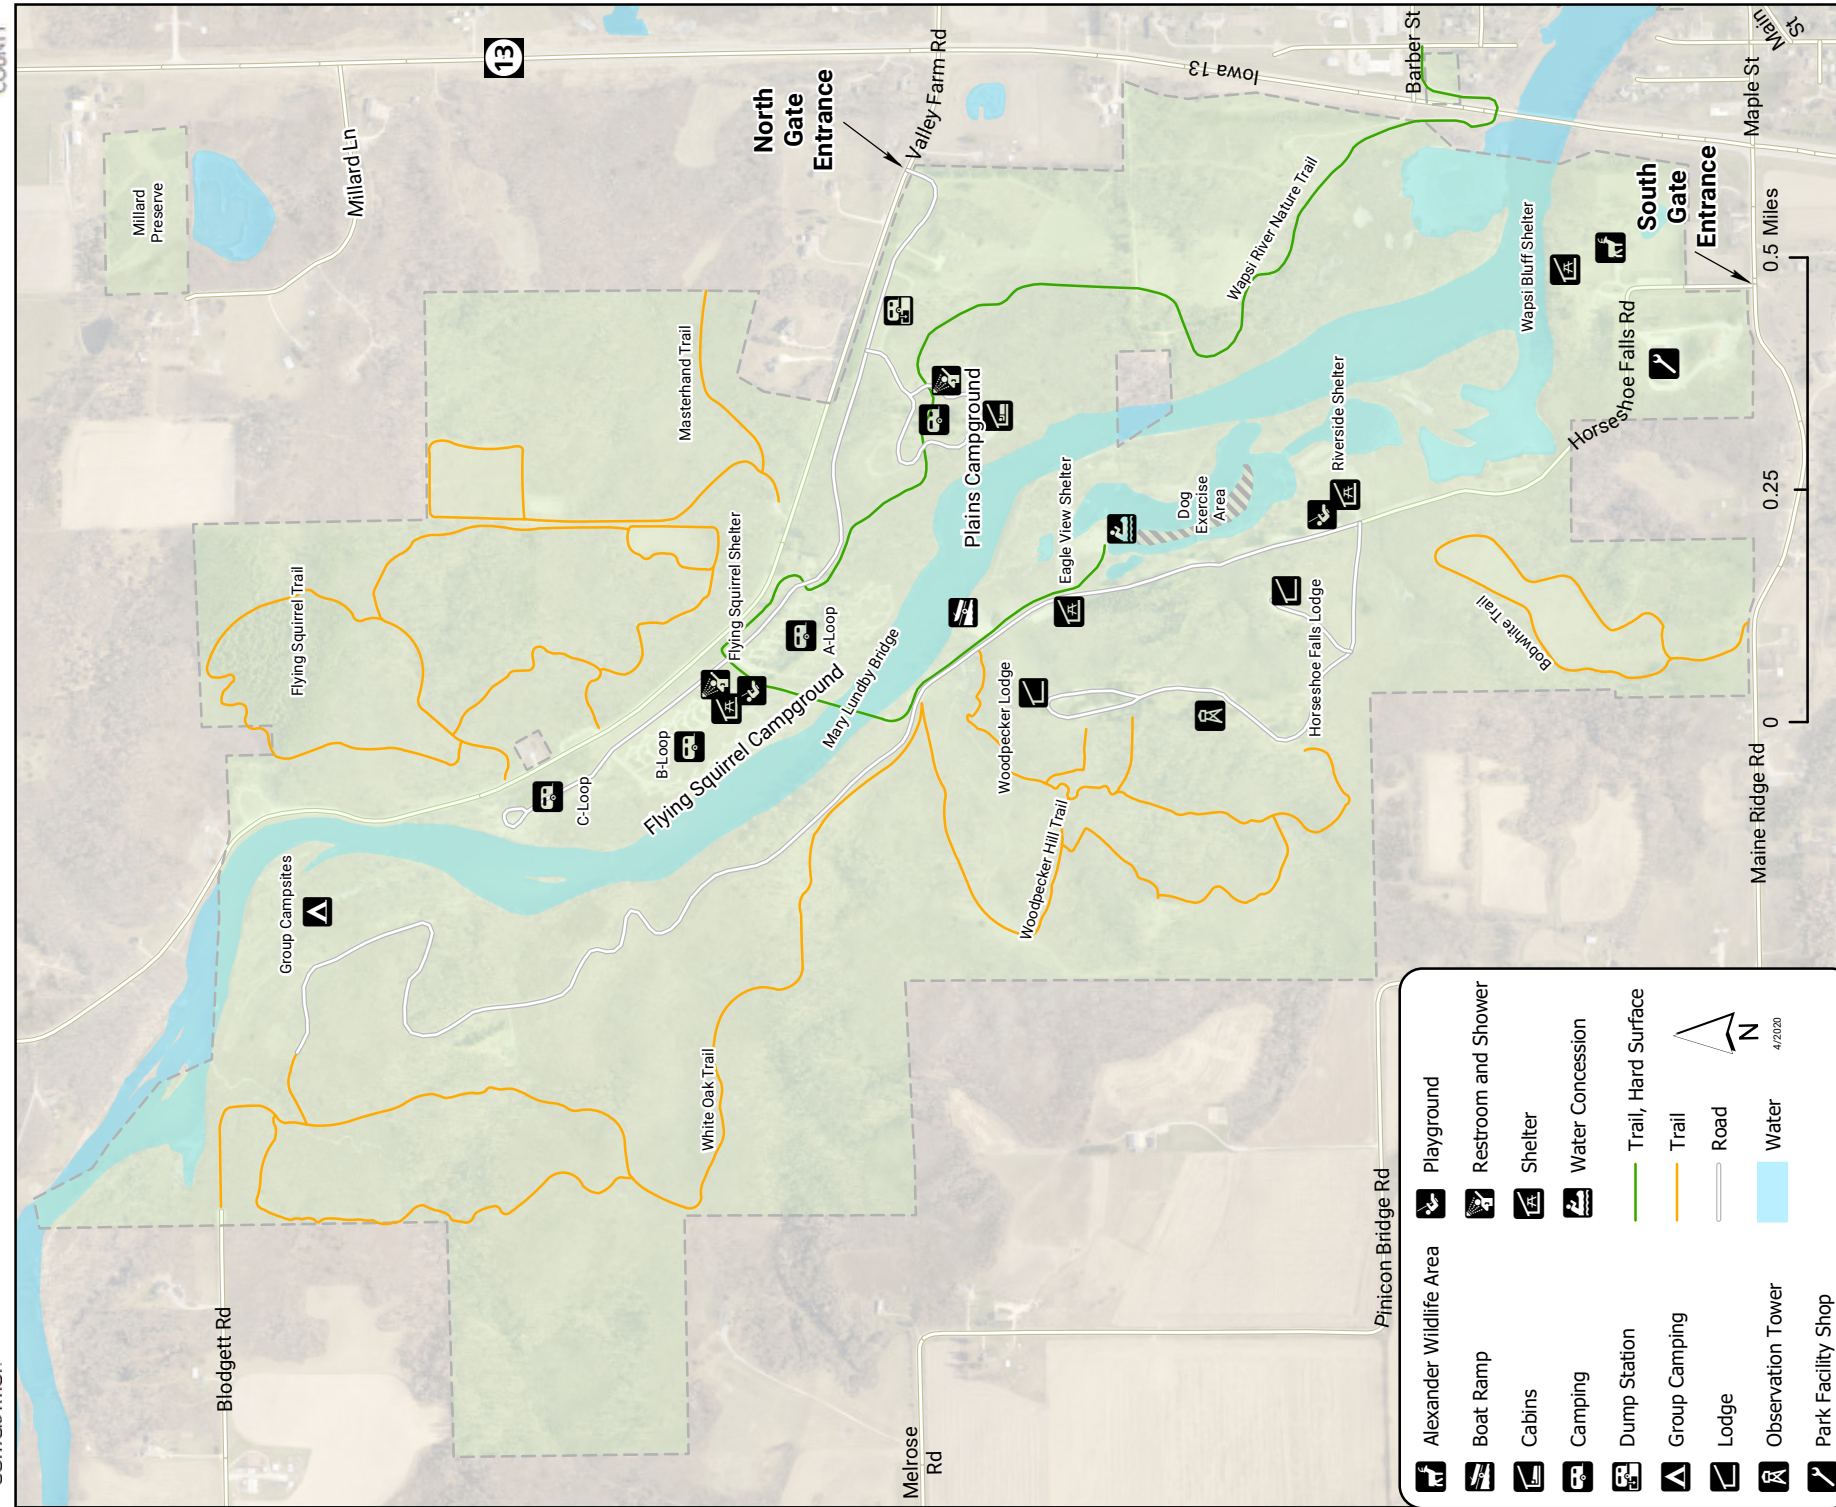 13
Iowa 13
Valley Farm Rd
Barber St
Main
St
Maple St
Millard Ln
Millard
Preserve
North
Gate
Entrance
South
Gate
Entrance
Wapsi River Nature Trail
Wapsi Bluff Shelter
Horseshoe Falls Rd
Masterhand Trail
Plains Campground
Riverside Shelter
Eagle View Shelter
Dog
Exercise
Area
Flying Squirrel Shelter
Flying Squirrel Trail
A-Loop
B-Loop
C-Loop
Flying Squirrel Campground
Mary Lundby Bridge
Woodpecker Lodge
Horseshoe Falls Lodge
Bobwhite Trail
Woodpecker Hill Trail
Group Campsites
White Oak Trail
Maine Ridge Rd
Blodgett Rd
Melrose
Rd
Pinicon Bridge Rd
0
0.25
0.5 Miles
Alexander Wildlife Area
Boat Ramp
Cabins
Camping
Dump Station
Group Camping
Lodge
Observation Tower
Park Facility Shop
Playground
Restroom and Shower
Shelter
Water Concession
Trail, Hard Surface
Trail
Road
Water
N
4/2020